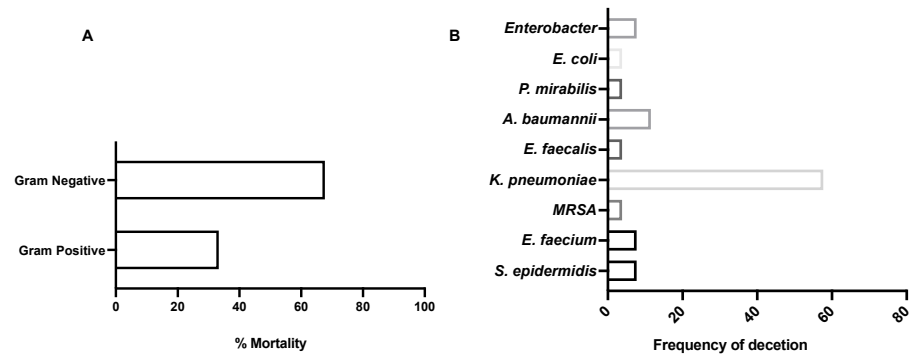 A
Gram Negative
Gram Positive
0 20 40 60 80 100
% Mortality
B
Enterobacter
E. coli
P. mirabilis
A. baumannii
E. faecalis
K. pneumoniae
MRSA
E. faecium
S. epidermidis
0 20 40 60 80
Frequency of decetion